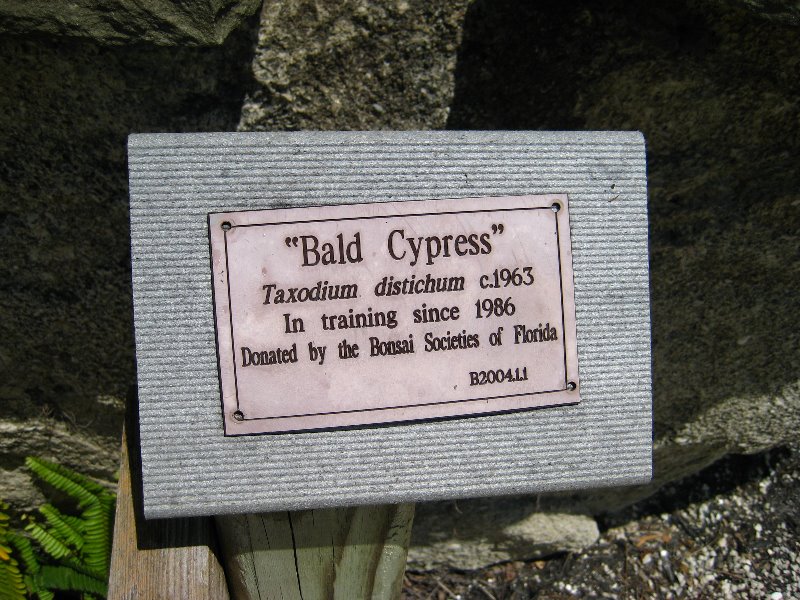 “Bald Cypress”
Taxodium distichum c.1963
In training since 1986
Donated by the Bonsai Societies of Florida
B2004.1.1